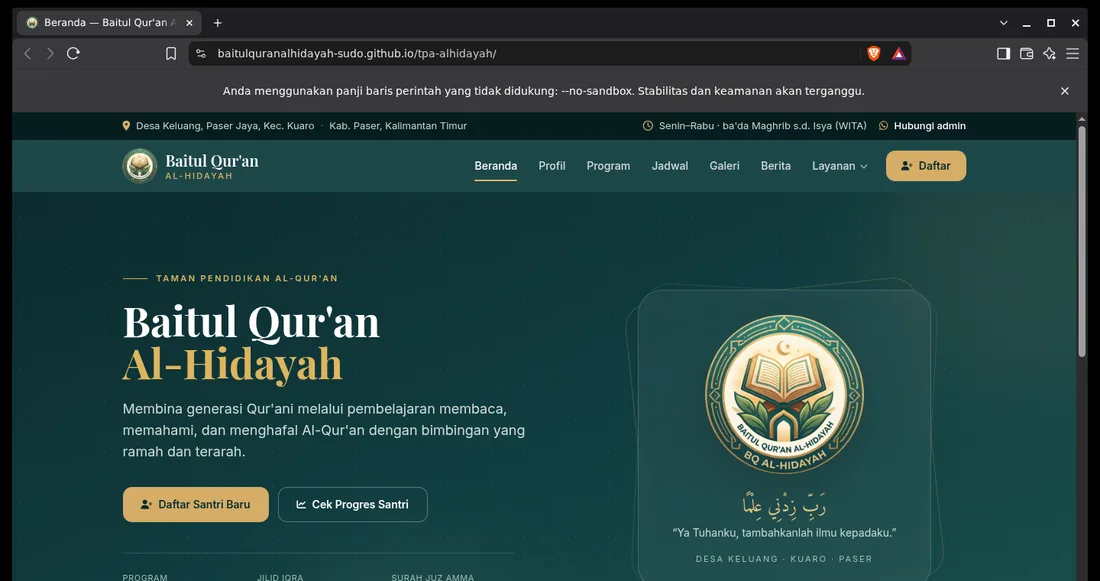 Beranda — Baitul Qur'an A
baitulquranalhidayah-sudo.github.io/tpa-alhidayah/
Anda menggunakan panji baris perintah yang tidak didukung: --no-sandbox. Stabilitas dan keamanan akan terganggu.
Desa Keluang, Paser Jaya, Kec. Kuaro · Kab. Paser, Kalimantan Timur
Senin–Rabu · ba'da Maghrib s.d. Isya (WITA)
Hubungi admin
Baitul Qur'an
AL-HIDAYAH
Beranda
Profil
Program
Jadwal
Galeri
Berita
Layanan
Daftar
TAMAN PENDIDIKAN AL-QUR'AN
Baitul Qur'an
Al-Hidayah
Membina generasi Qur'ani melalui pembelajaran membaca,
memahami, dan menghafal Al-Qur'an dengan bimbingan yang
ramah dan terarah.
Daftar Santri Baru
Cek Progres Santri
BAITUL QUR'AN AL-HIDAYAH
BQ AL-HIDAYAH
رَبِّ زِدْنِي عِلْمًا
“Ya Tuhanku, tambahkanlah ilmu kepadaku.”
DESA KELUANG · KUARO · PASER
PROGRAM
JILID IQRA
SURAH JUZ AMMA